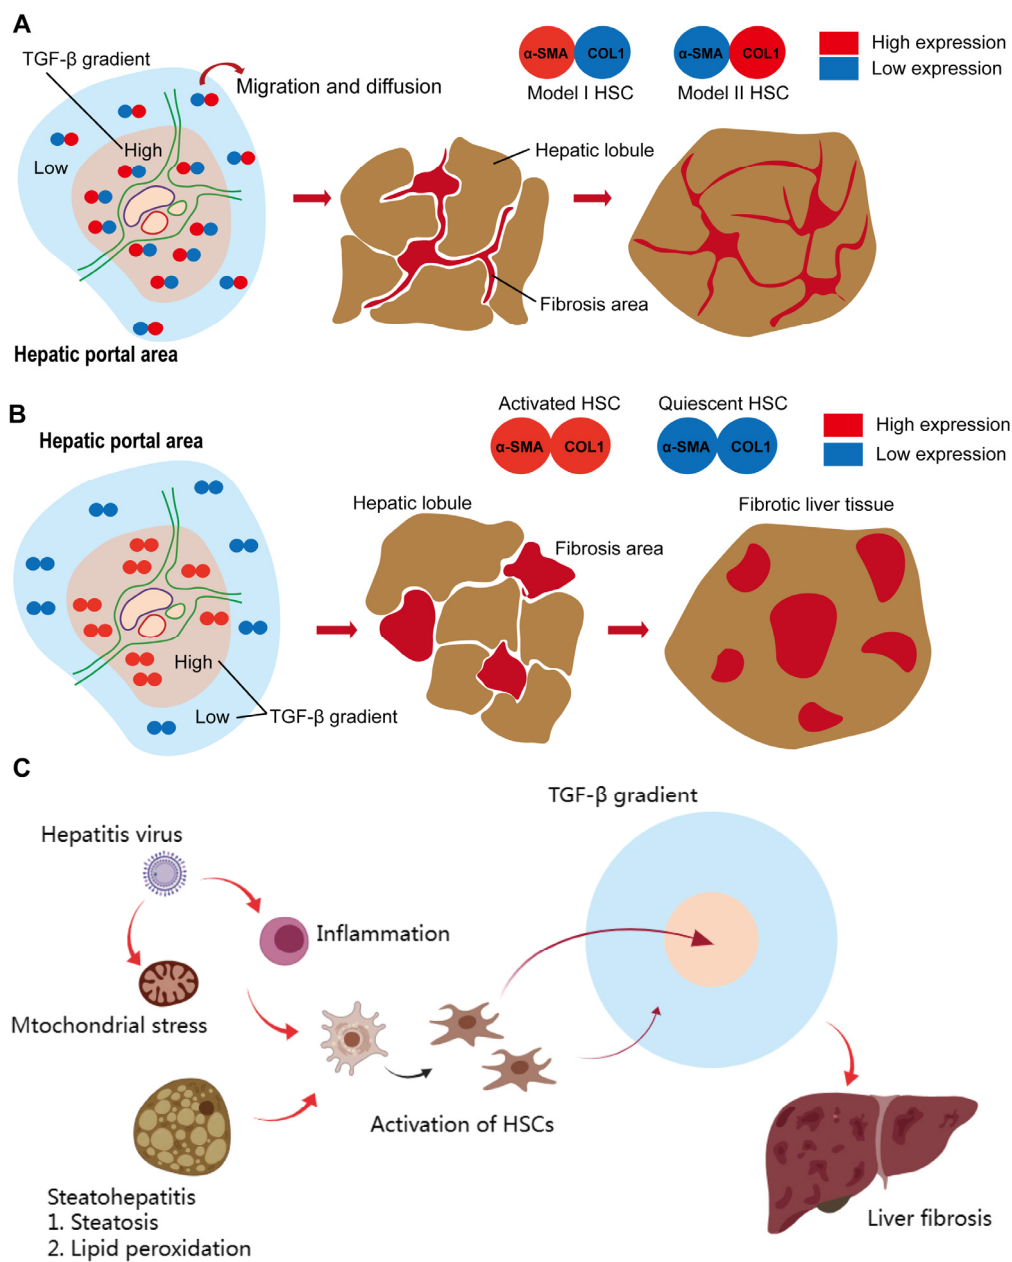 A
TGF-β gradient
Migration and diffusion
High
Low
Hepatic portal area
α-SMA COL1
Model I HSC
α-SMA COL1
Model II HSC
High expression
Low expression
Hepatic lobule
Fibrosis area
B
Hepatic portal area
High
Low
TGF-β gradient
Activated HSC
α-SMA COL1
Quiescent HSC
α-SMA COL1
High expression
Low expression
Hepatic lobule
Fibrosis area
Fibrotic liver tissue
C
Hepatitis virus
Inflammation
Mtochondrial stress
Steatohepatitis
1. Steatosis
2. Lipid peroxidation
Activation of HSCs
TGF-β gradient
Liver fibrosis